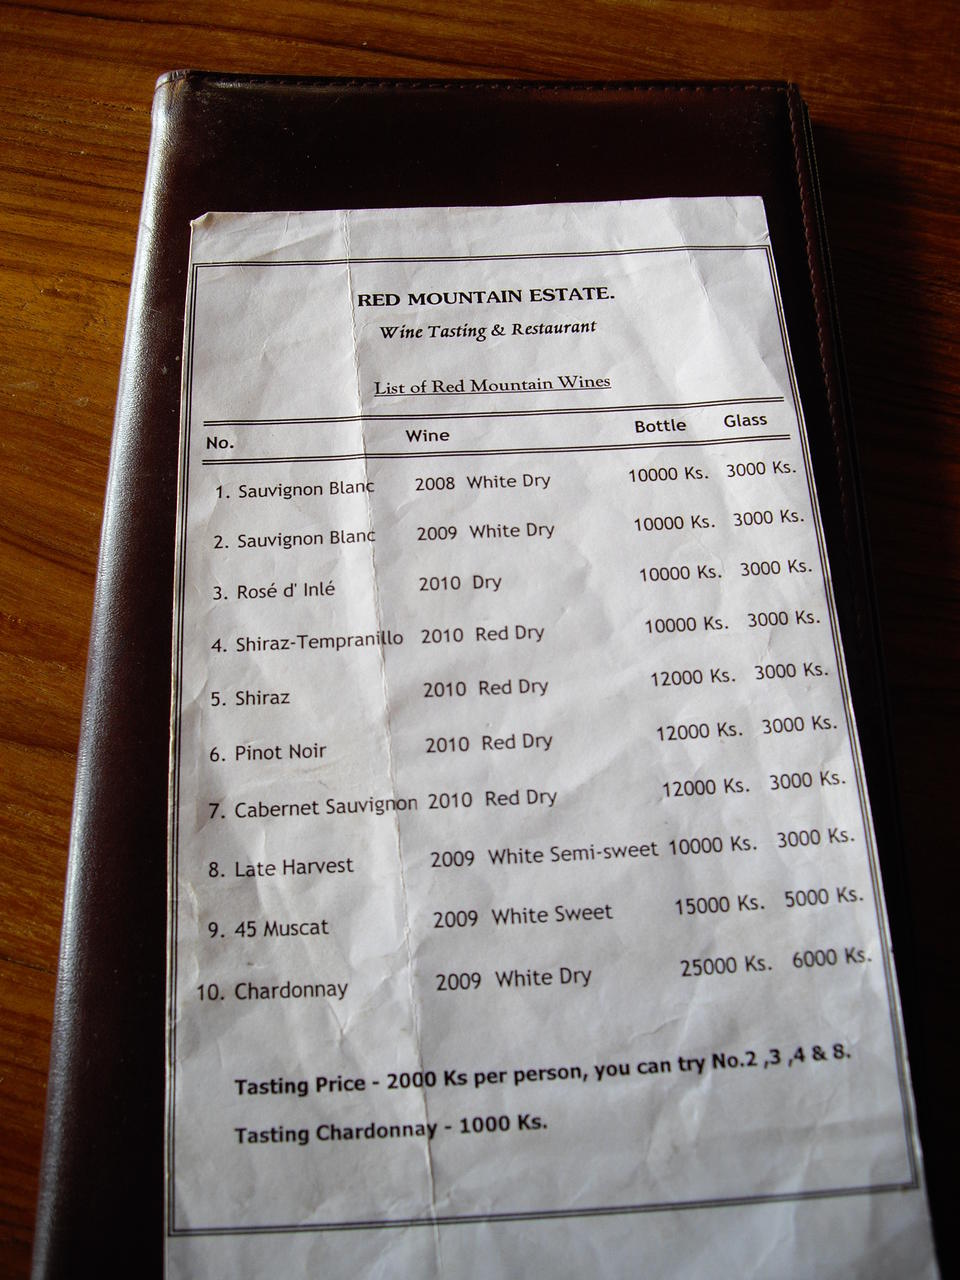 RED MOUNTAIN ESTATE.
Wine Tasting & Restaurant
List of Red Mountain Wines
No. Wine Bottle Glass
1. Sauvignon Blanc 2008 White Dry 10000 Ks. 3000 Ks.
2. Sauvignon Blanc 2009 White Dry 10000 Ks. 3000 Ks.
3. Rosé d' Inlé 2010 Dry 10000 Ks. 3000 Ks.
4. Shiraz-Tempranillo 2010 Red Dry 10000 Ks. 3000 Ks.
5. Shiraz 2010 Red Dry 12000 Ks. 3000 Ks.
6. Pinot Noir 2010 Red Dry 12000 Ks. 3000 Ks.
7. Cabernet Sauvignon 2010 Red Dry 12000 Ks. 3000 Ks.
8. Late Harvest 2009 White Semi-sweet 10000 Ks. 3000 Ks.
9. 45 Muscat 2009 White Sweet 15000 Ks. 5000 Ks.
10. Chardonnay 2009 White Dry 25000 Ks. 6000 Ks.
Tasting Price - 2000 Ks per person, you can try No.2 ,3 ,4 & 8.
Tasting Chardonnay - 1000 Ks.